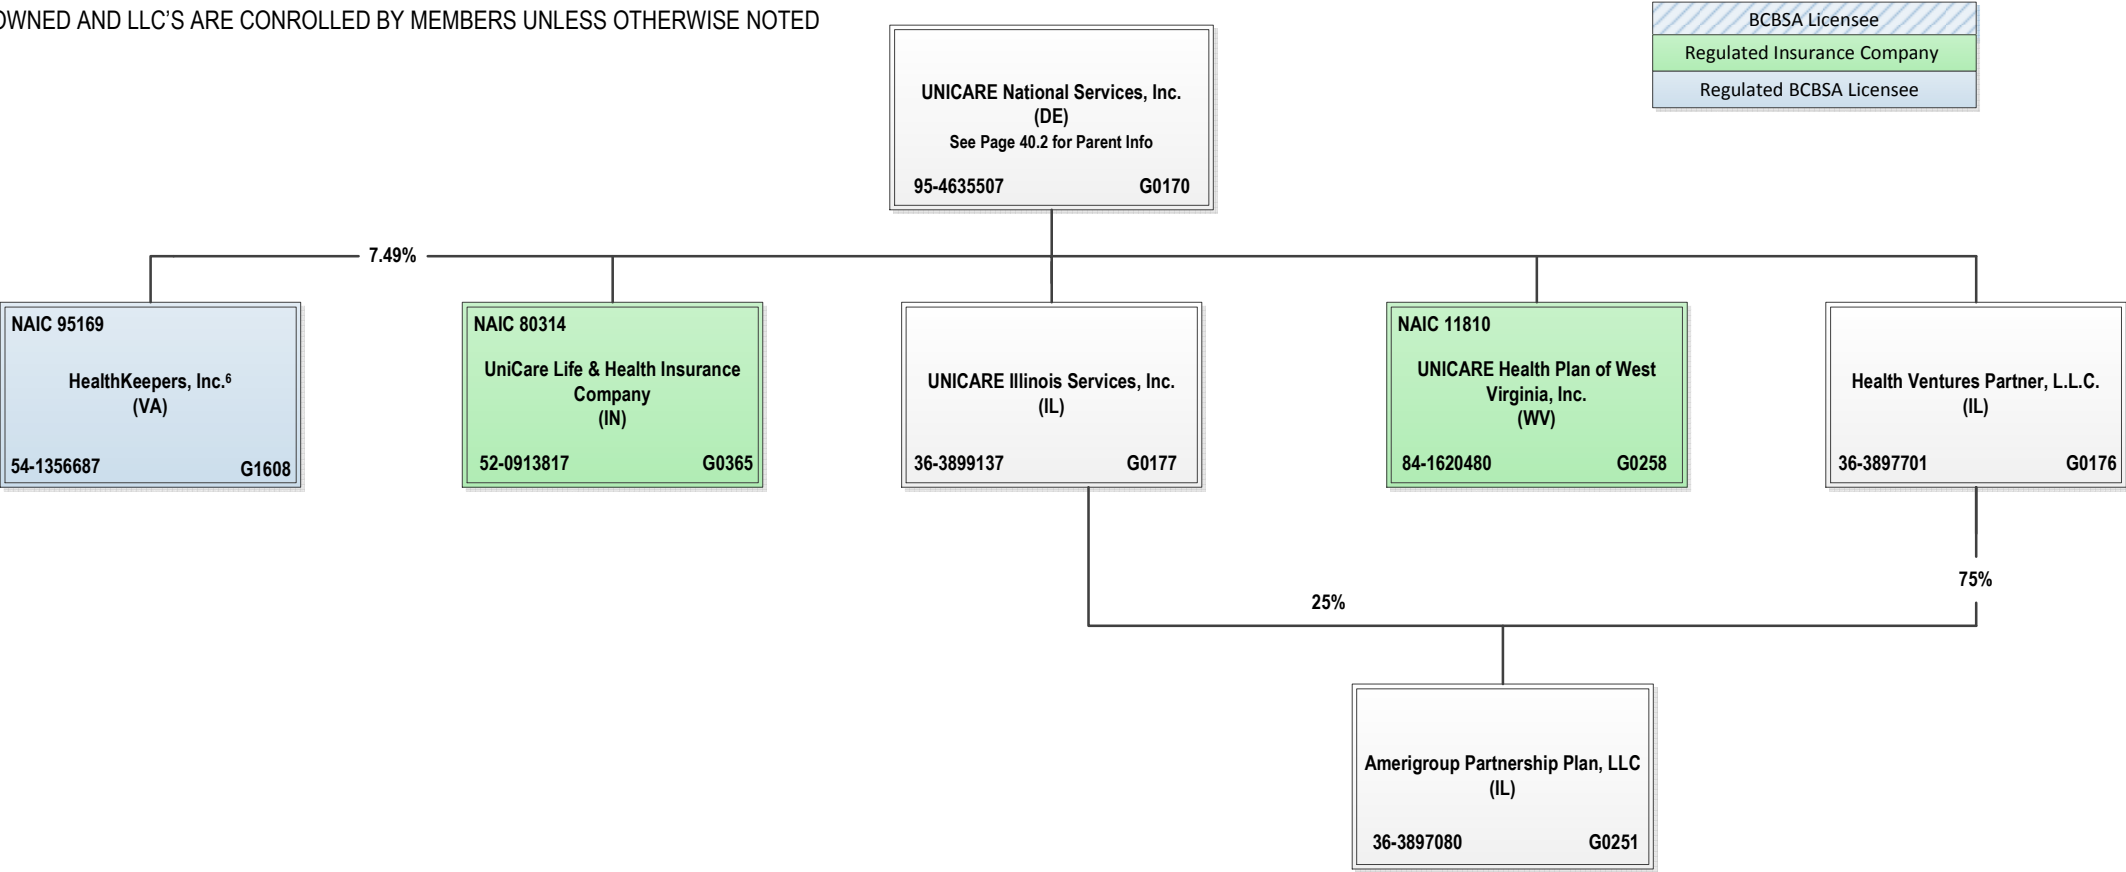 OWNED AND LLC'S ARE CONROLLED BY MEMBERS UNLESS OTHERWISE NOTED
BCBSA Licensee
Regulated Insurance Company
Regulated BCBSA Licensee
UNICARE National Services, Inc.
(DE)
See Page 40.2 for Parent Info
95-4635507 G0170
7.49%
NAIC 95169
HealthKeepers, Inc.⁶
(VA)
54-1356687 G1608
NAIC 80314
UniCare Life & Health Insurance
Company
(IN)
52-0913817 G0365
UNICARE Illinois Services, Inc.
(IL)
36-3899137 G0177
NAIC 11810
UNICARE Health Plan of West
Virginia, Inc.
(WV)
84-1620480 G0258
Health Ventures Partner, L.L.C.
(IL)
36-3897701 G0176
75%
25%
Amerigroup Partnership Plan, LLC
(IL)
36-3897080 G0251